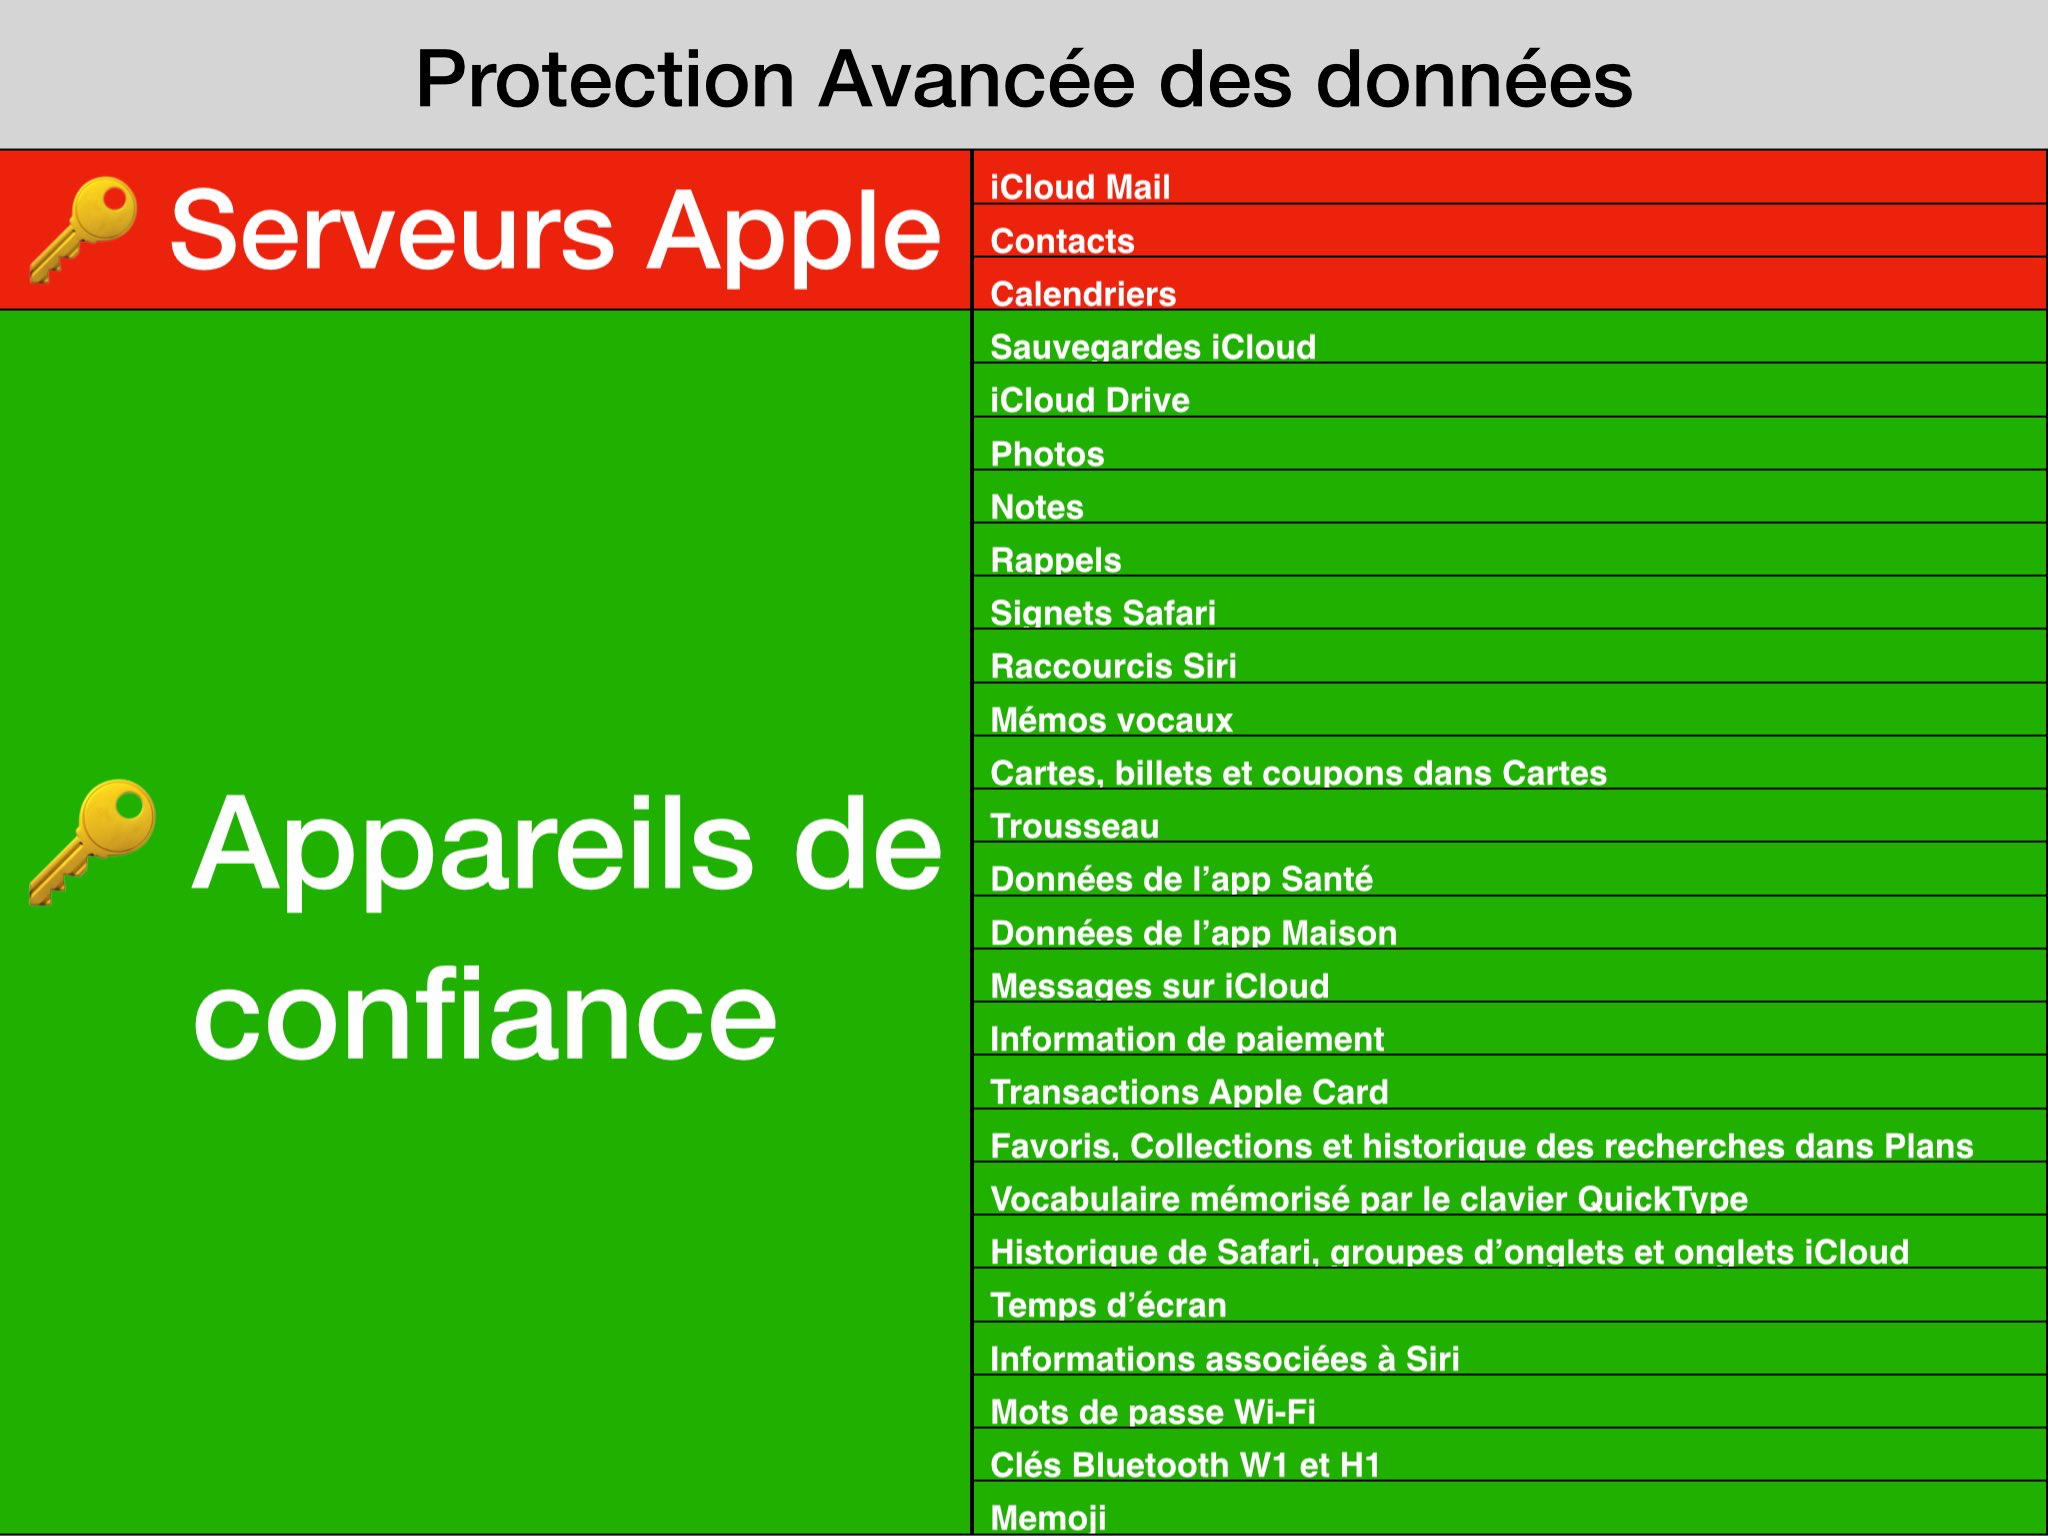 Protection Avancée des données
Serveurs Apple
iCloud Mail
Contacts
Calendriers
Appareils de
confiance
Sauvegardes iCloud
iCloud Drive
Photos
Notes
Rappels
Signets Safari
Raccourcis Siri
Mémos vocaux
Cartes, billets et coupons dans Cartes
Trousseau
Données de l’app Santé
Données de l’app Maison
Messages sur iCloud
Information de paiement
Transactions Apple Card
Favoris, Collections et historique des recherches dans Plans
Vocabulaire mémorisé par le clavier QuickType
Historique de Safari, groupes d’onglets et onglets iCloud
Temps d’écran
Informations associées à Siri
Mots de passe Wi-Fi
Clés Bluetooth W1 et H1
Memoji